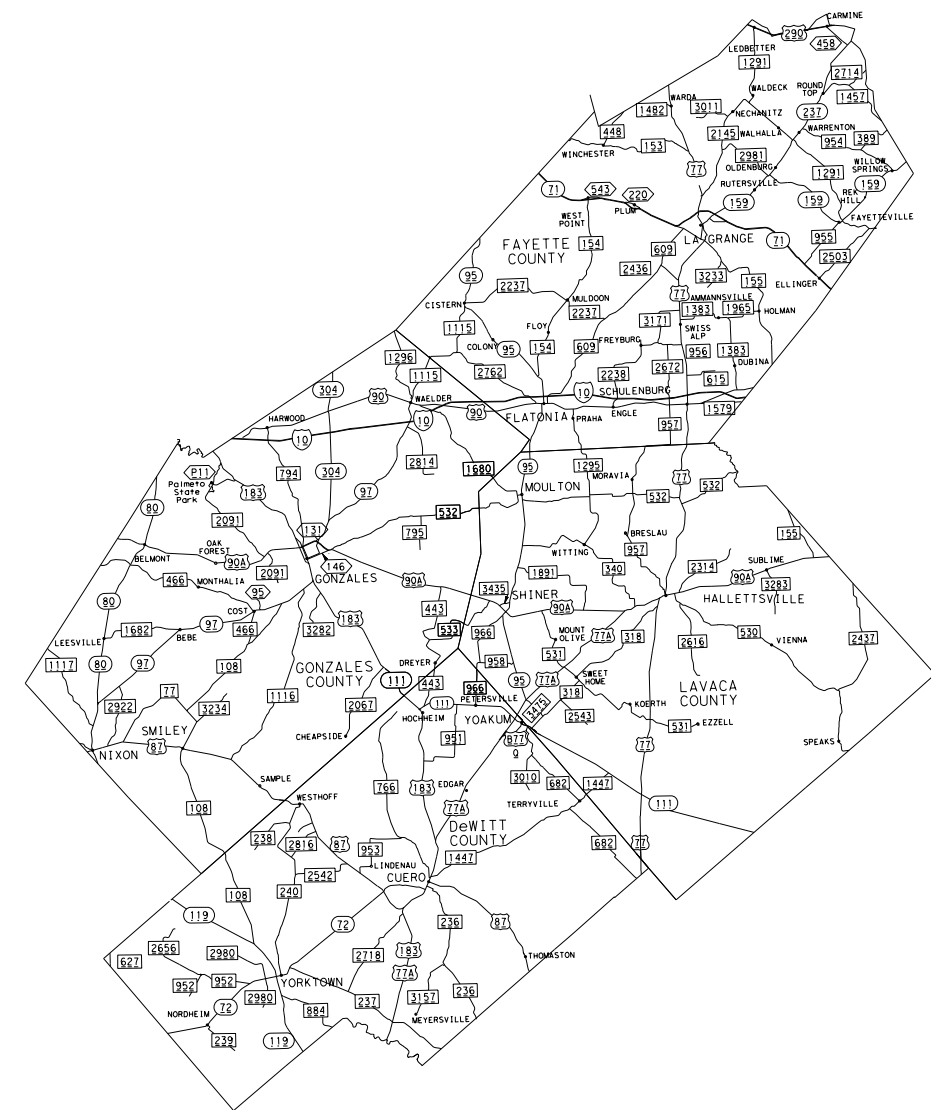 CARMINE
290
LEDBETTER
458
1291
2714
WALDECK
ROUND
TOP
1457
WARDA
1482
3011
NECHANITZ
237
448
2145
WALHALLA
WARRENTON
954
389
153
WINCHESTER
2981
OLDENBURG
WILLOW
SPRINGS
77
1291
159
RUTERSVILLE
REK
HILL
71
543
220
159
159
PLUM
WEST
POINT
FAYETTEVILLE
FAYETTE
COUNTY
154
609
LA GRANGE
71
955
2503
95
2436
3233
155
ELLINGER
2237
77
AMMANNSVILLE
CISTERN
MULDOON
1383
1965
HOLMAN
2237
3171
1115
FLOY
SWISS
ALP
COLONY
95
154
609
FREYBURG
956
1383
DUBINA
1296
1115
2762
2238
2672
615
304
90
WAELDER
10
SCHULENBURG
90
FLATONIA
PRAHA
ENGLE
1579
HARWOOD
10
10
957
P11
Palmeto
State
Park
794
304
2814
1680
95
1295
MORAVIA
77
183
97
MOULTON
532
532
80
2091
532
131
795
BRESLAU
155
BELMONT
OAK
FOREST
90A
146
WITTING
957
2091
GONZALES
90A
1891
340
2314
SUBLIME
90A
466
MONTHALIA
95
3435
SHINER
3283
80
COST
443
90A
HALLETTSVILLE
LEESVILLE
1682
BEBE
97
466
3282
183
533
966
MOUNT
OLIVE
77A
318
2616
530
VIENNA
2437
1117
80
97
108
GONZALES
COUNTY
DREYER
958
531
SWEET
HOME
443
111
966
95
77A
77
1116
2067
PETERSVILLE
318
LAVACA
COUNTY
2922
3234
HOCHHEIM
111
YOAKUM
3475
2543
KOERTH
SMILEY
CHEAPSIDE
531
EZZELL
87
951
B77
Q
77
SPEAKS
NIXON
SAMPLE
3010
766
183
EDGAR
682
1447
WESTHOFF
TERRYVILLE
111
108
77A
DeWITT
COUNTY
238
2816
87
953
682
77
1447
LINDENAU
2542
CUERO
108
240
119
72
236
87
2656
2980
2718
183
627
THOMASTON
77A
952
952
YORKTOWN
2980
237
3157
236
72
884
NORDHEIM
MEYERSVILLE
239
119